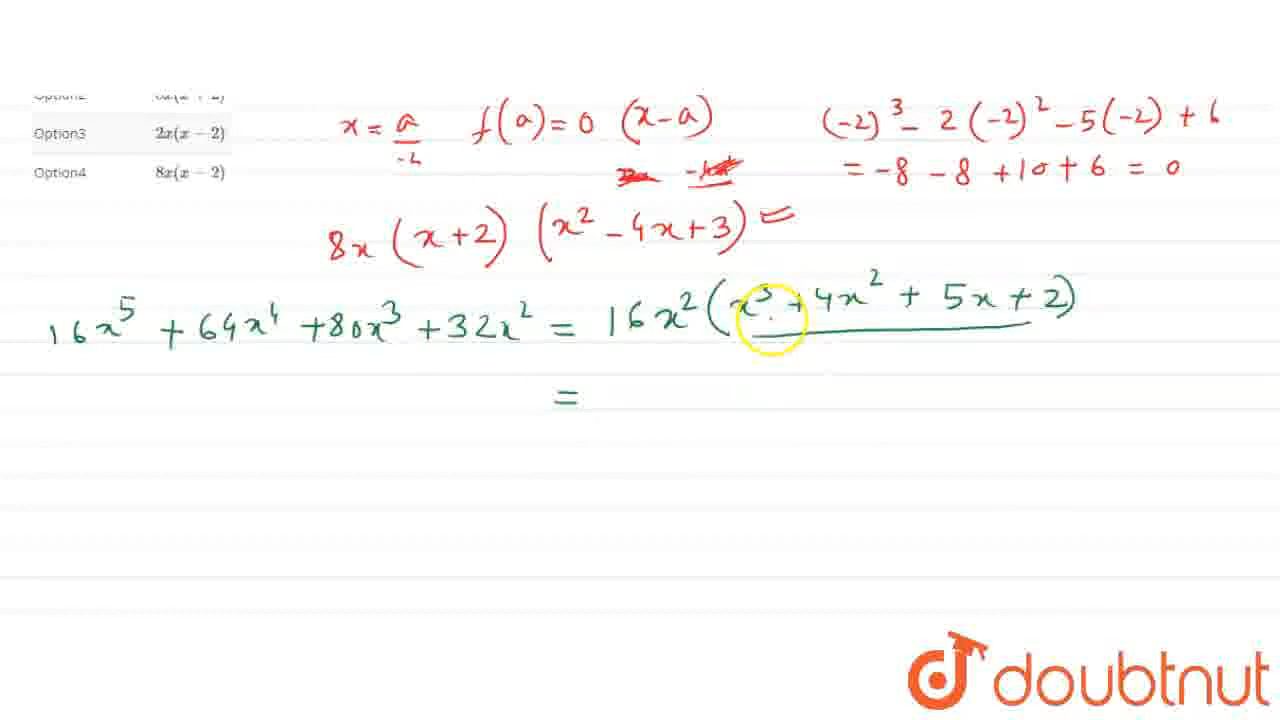 Option3 2x(x − 2)
Option4 8x(x − 2)
x = a f(a) = 0 (x-a) (-2)³ - 2(-2)² - 5(-2) + 6
= -8 - 8 + 10 + 6 = 0
8x (x+2) (x² - 4x + 3) =
16x⁵ + 64x⁴ + 80x³ + 32x² = 16x² (x³ + 4x² + 5x + 2)
=
doubtnut